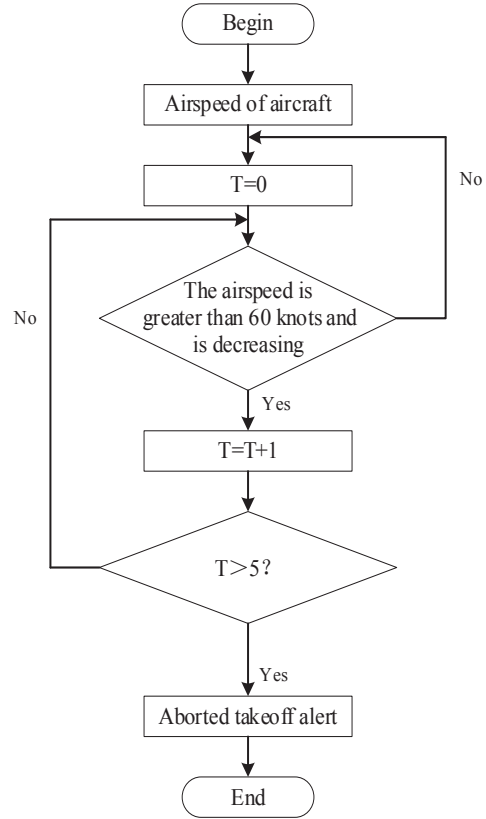 Begin
Airspeed of aircraft
T=0
No
The airspeed is
greater than 60 knots and
is decreasing
No
Yes
T=T+1
T＞5?
Yes
Aborted takeoff alert
End